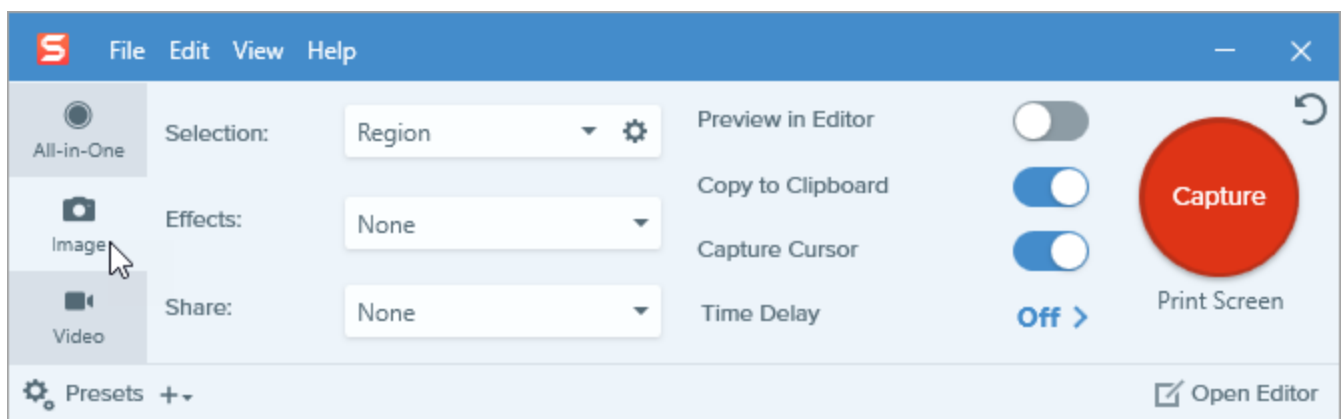 S File Edit View Help
All-in-One
Image
Video
Selection: Region
Effects: None
Share: None
Preview in Editor
Copy to Clipboard
Capture Cursor
Time Delay Off >
Capture
Print Screen
Presets +
Open Editor